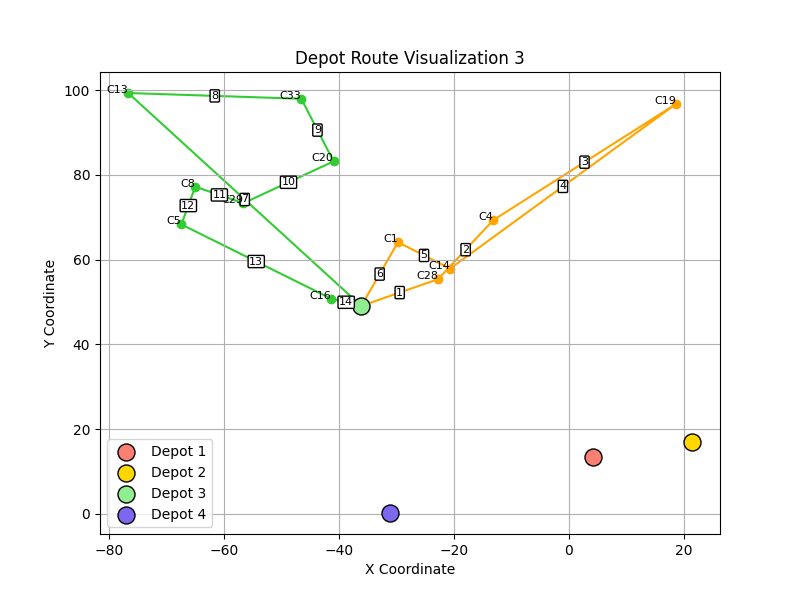 Depot Route Visualization 3
100
80
60
40
20
0
−80
−60
−40
−20
0
20
Y Coordinate
X Coordinate
C13
8
C33
9
C20
10
C8
11
7
12
C5
13
C16
14
C19
3
4
C4
2
C1
5
C14
C28
6
1
Depot 1
Depot 2
Depot 3
Depot 4